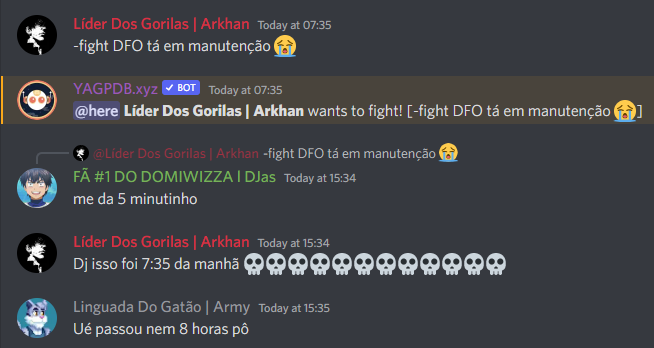 Líder Dos Gorilas | Arkhan Today at 07:35
-fight DFO tá em manutenção 😭
YAGPDB.xyz ✓ BOT Today at 07:35
@here Líder Dos Gorilas | Arkhan wants to fight! [-fight DFO tá em manutenção 😭]
@Líder Dos Gorilas | Arkhan -fight DFO tá em manutenção 😭
FÃ #1 DO DOMIWIZZA l DJas Today at 15:34
me da 5 minutinho
Líder Dos Gorilas | Arkhan Today at 15:34
Dj isso foi 7:35 da manhã 💀💀💀💀💀💀💀💀💀💀💀💀
Linguada Do Gatão | Army Today at 15:35
Ué passou nem 8 horas pô